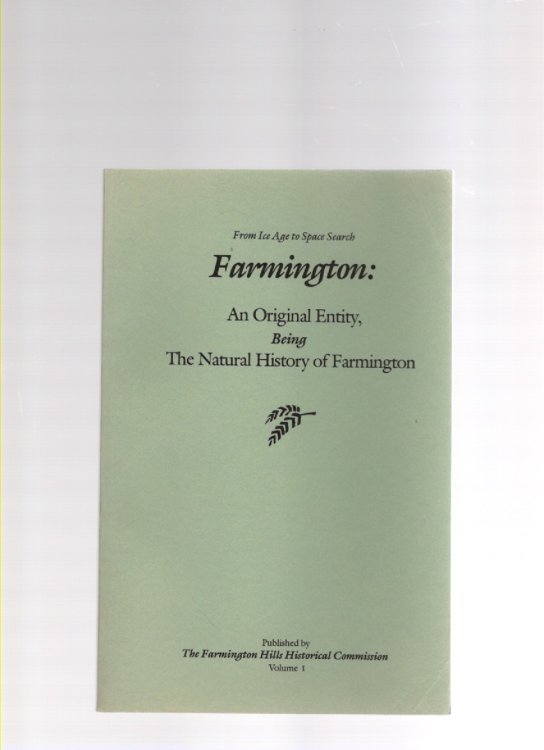 From Ice Age to Space Search
Farmington:
An Original Entity,
Being
The Natural History of Farmington
Published by
The Farmington Hills Historical Commission
Volume 1